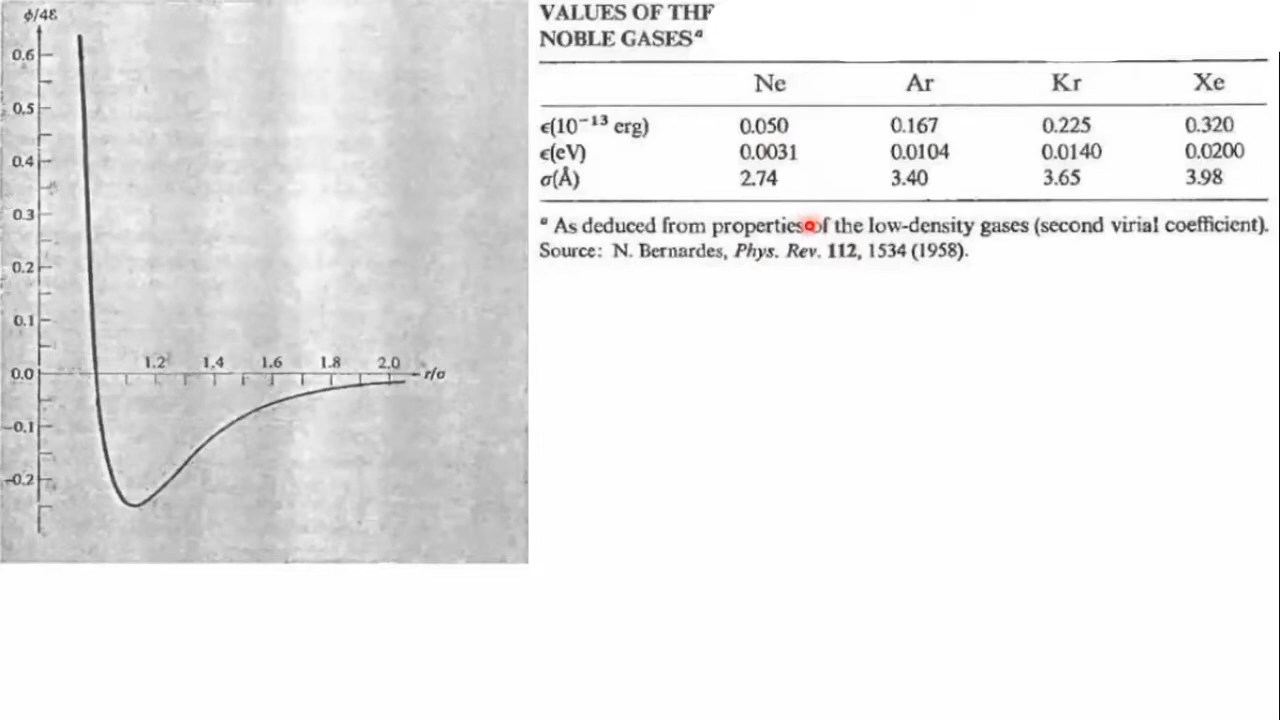 ϕ/4ε
0.6
0.5
0.4
0.3
0.2
0.1
0.0
-0.1
-0.2
1.2 1.4 1.6 1.8 2.0 r/σ
VALUES OF THF
NOBLE GASESᵃ
Ne Ar Kr Xe
ϵ(10⁻¹³ erg) 0.050 0.167 0.225 0.320
ϵ(eV) 0.0031 0.0104 0.0140 0.0200
σ(Å) 2.74 3.40 3.65 3.98
ᵃ As deduced from properties of the low-density gases (second virial coefficient).
Source: N. Bernardes, Phys. Rev. 112, 1534 (1958).